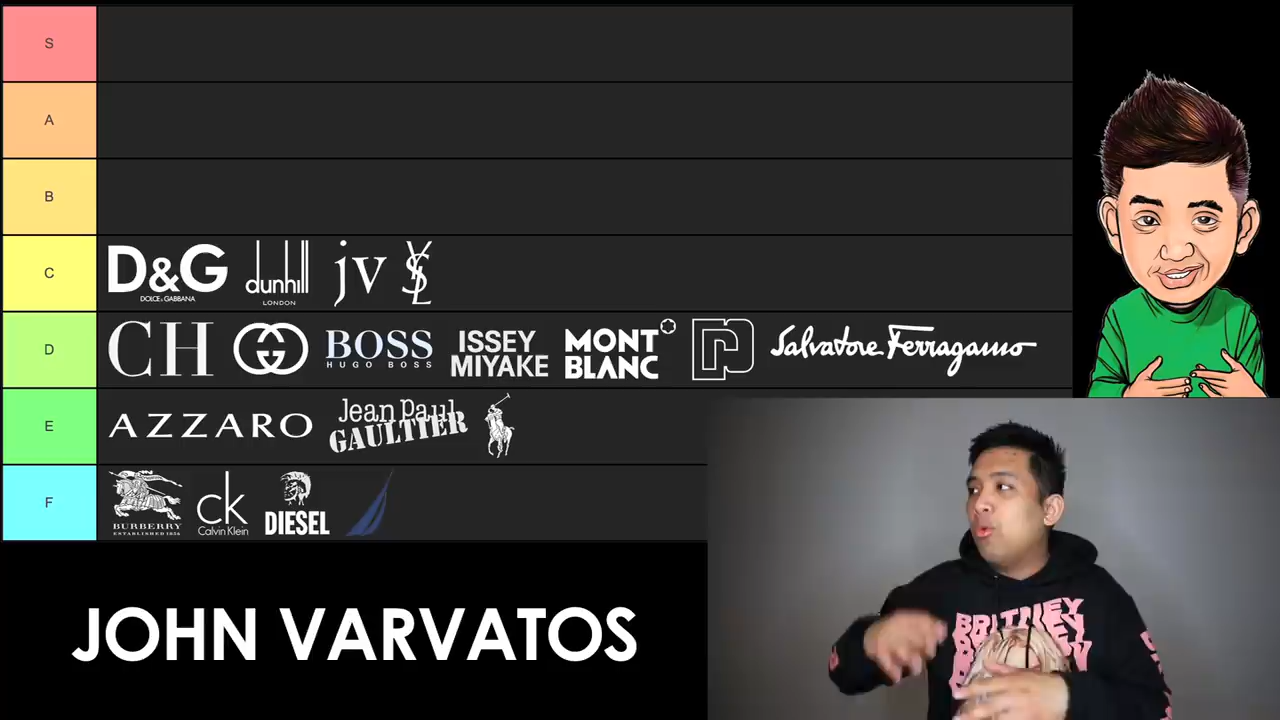 S
A
B
C
D&G
DOLCE & GABBANA
dunhill
LONDON
jv
YSL
D
CH
GG
BOSS
HUGO BOSS
ISSEY
MIYAKE
MONT
BLANC
Salvatore Ferragamo
E
AZZARO
Jean Paul
GAULTIER
F
BURBERRY
ESTABLISHED 1856
ck
Calvin Klein
DIESEL
JOHN VARVATOS
BRITNEY